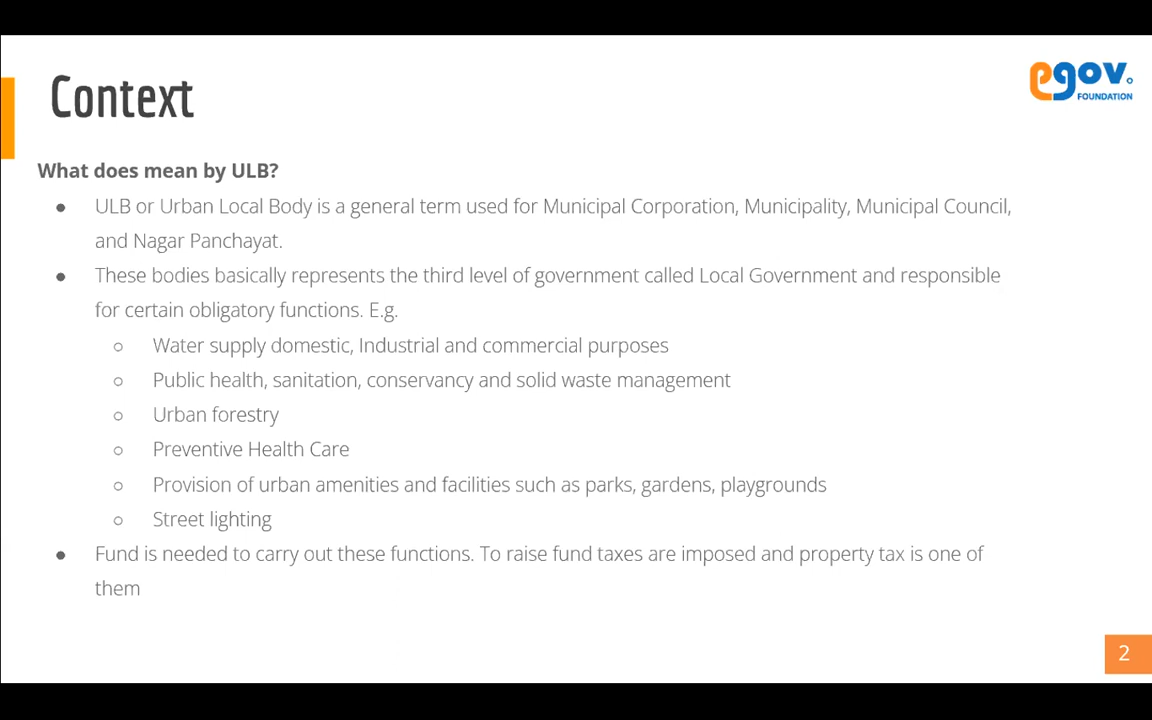 Context
egov.
FOUNDATION
What does mean by ULB?
● ULB or Urban Local Body is a general term used for Municipal Corporation, Municipality, Municipal Council,
and Nagar Panchayat.
● These bodies basically represents the third level of government called Local Government and responsible
for certain obligatory functions. E.g.
○ Water supply domestic, Industrial and commercial purposes
○ Public health, sanitation, conservancy and solid waste management
○ Urban forestry
○ Preventive Health Care
○ Provision of urban amenities and facilities such as parks, gardens, playgrounds
○ Street lighting
● Fund is needed to carry out these functions. To raise fund taxes are imposed and property tax is one of
them
2